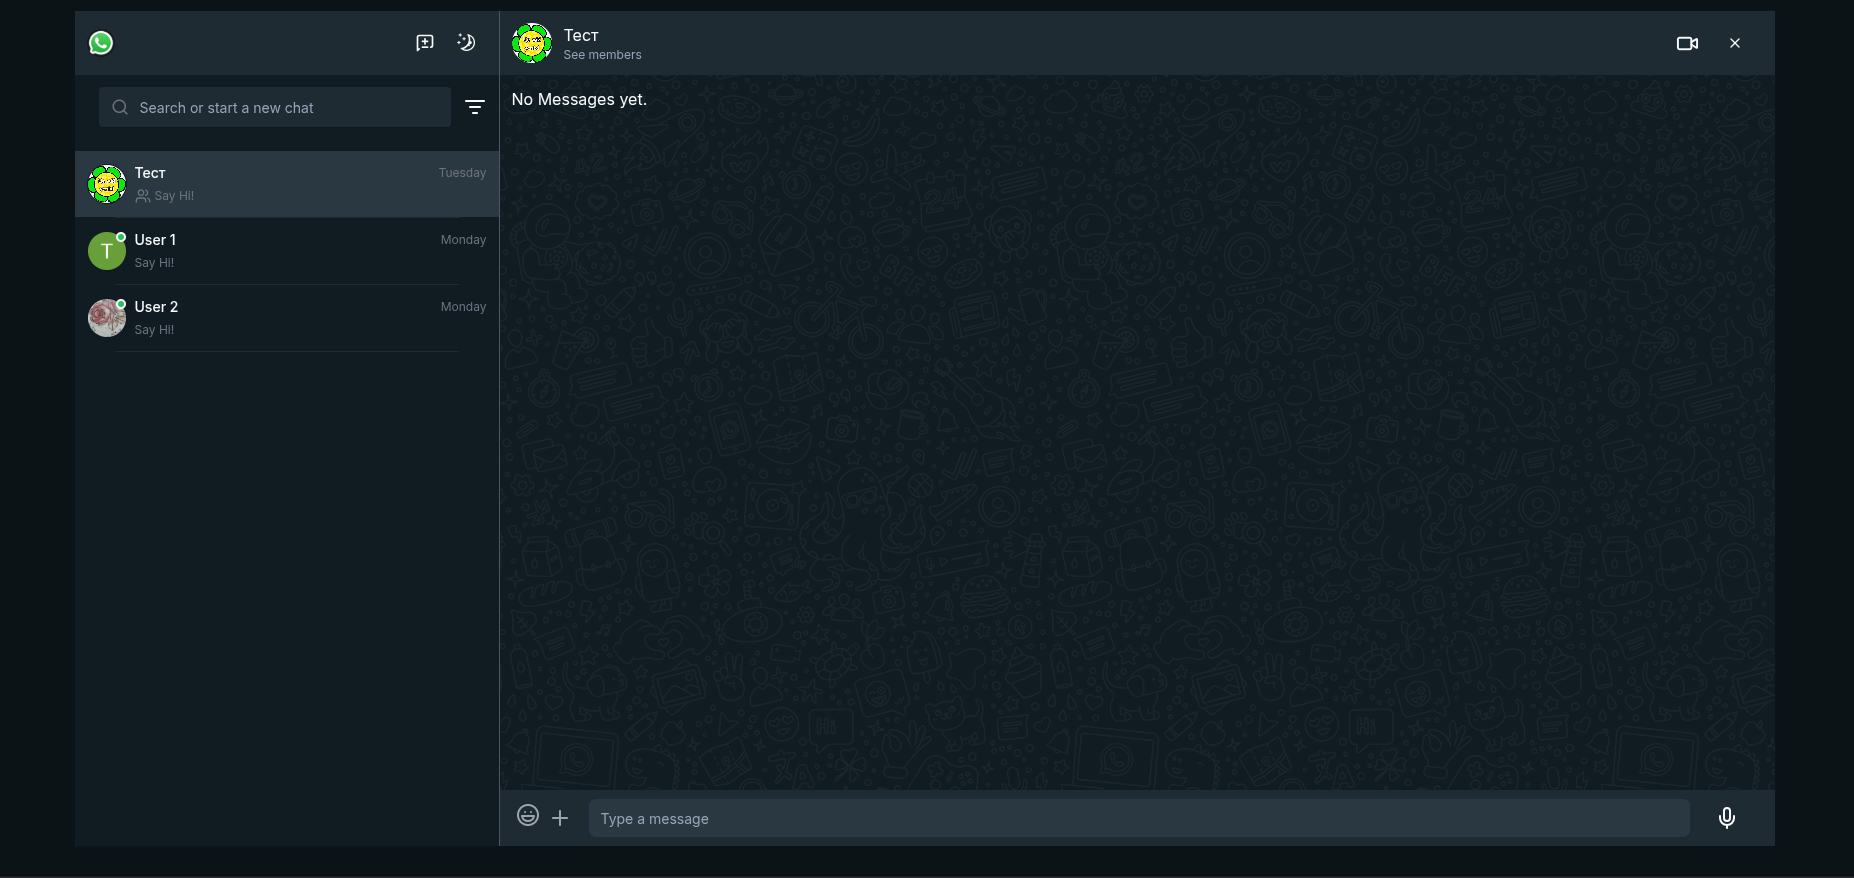 Search or start a new chat
Тест
Tuesday
Say Hi!
T
User 1
Monday
Say Hi!
User 2
Monday
Say Hi!
Тест
See members
No Messages yet.
Type a message